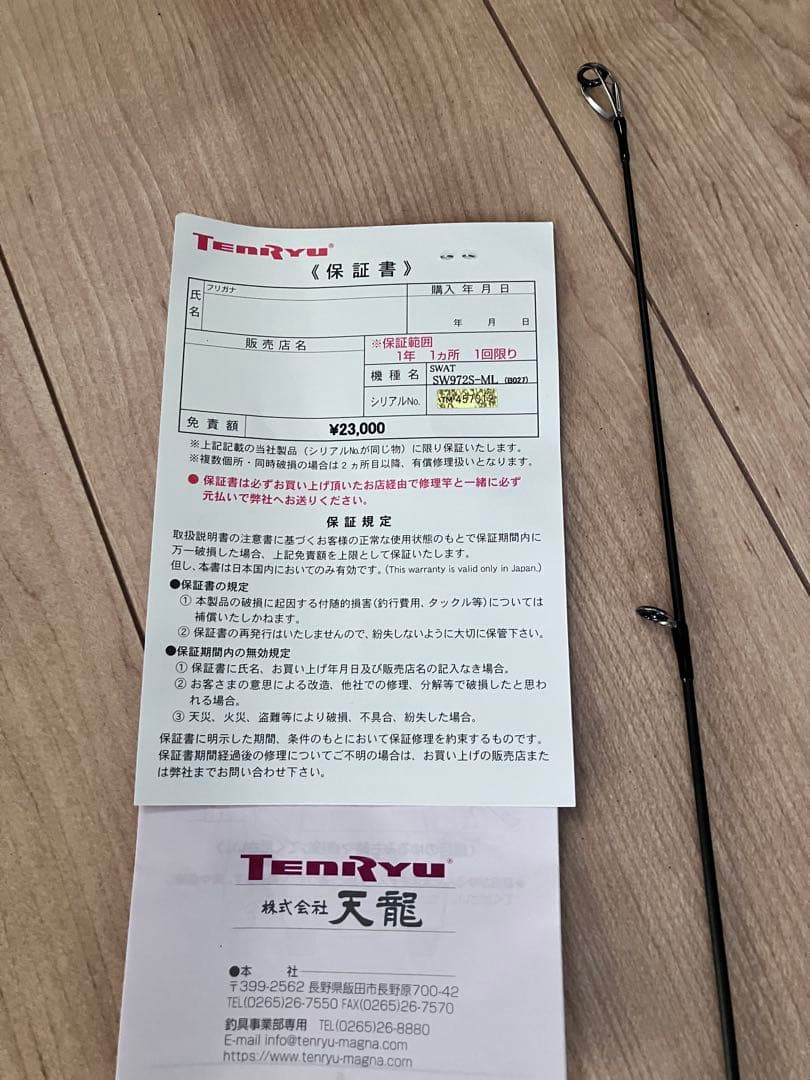 TENRYU®
《保証書》
フリガナ
氏名
購入年月日
年 月 日
販売店名
※保証範囲
1年 1ヵ所 1回限り
機種名
SWAT
SW972S-ML (B027)
シリアルNo.
免責額
¥23,000
※上記記載の当社製品（シリアルNo.が同じ物）に限り保証いたします。
※複数個所・同時破損の場合は2ヵ所目以降、有償修理扱いとなります。
●保証書は必ずお買い上げ頂いたお店経由で修理竿と一緒に必ず
元払いで弊社へお送りください。
保証規定
取扱説明書の注意書に基づくお客様の正常な使用状態のもとで保証期間内に
万一破損した場合、上記免責額を上限として保証いたします。
但し、本書は日本国内においてのみ有効です。(This warranty is valid only in Japan.)
●保証書の規定
① 本製品の破損に起因する付随的損害(釣行費用、タックル等)については
補償いたしかねます。
② 保証書の再発行はいたしませんので、紛失しないように大切に保管下さい。
●保証期間内の無効規定
① 保証書に氏名、お買い上げ年月日及び販売店名の記入なき場合。
② お客さまの意思による改造、他社での修理、分解等で破損したと思わ
れる場合。
③ 天災、火災、盗難等により破損、不具合、紛失した場合。
保証書に明示した期間、条件のもとにおいて保証修理を約束するものです。
保証書期間経過後の修理についてご不明の場合は、お買い上げの販売店また
は弊社までお問い合わせ下さい。
TENRYU®
株式会社 天龍
●本 社
〒399-2562 長野県飯田市長野原700-42
TEL(0265)26-7550 FAX(0265)26-7570
釣具事業部専用 TEL(0265)26-8880
E-mail info@tenryu-magna.com
https://www.tenryu-magna.com